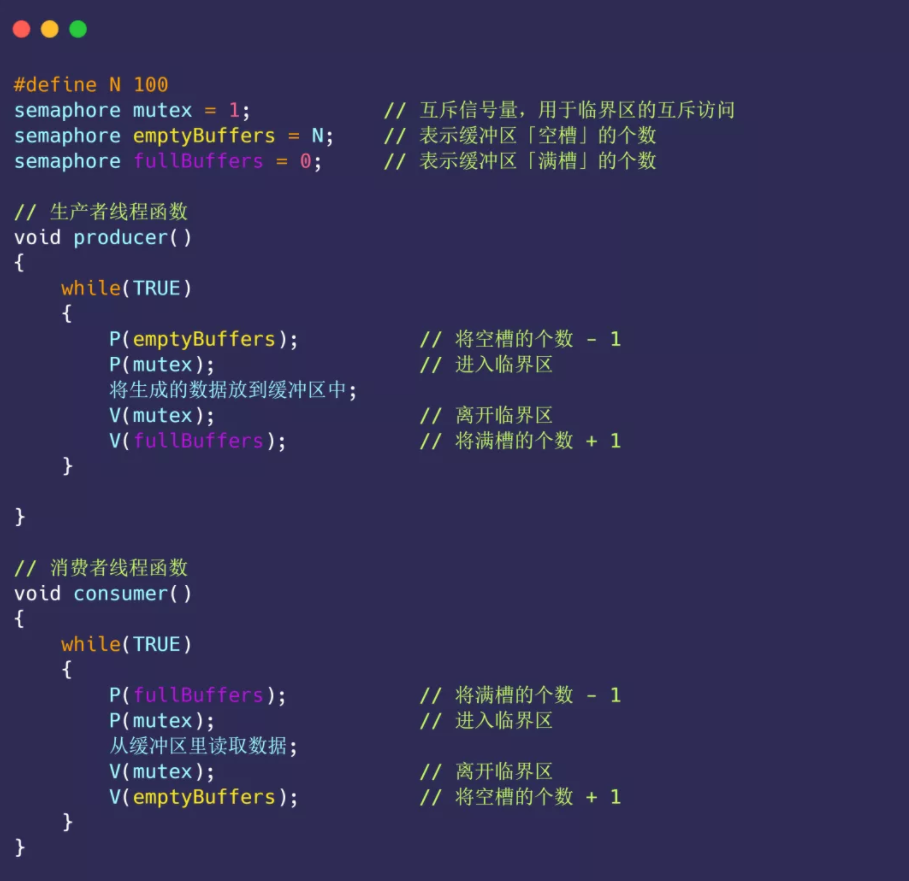 #define N 100
semaphore mutex = 1; // 互斥信号量，用于临界区的互斥访问
semaphore emptyBuffers = N; // 表示缓冲区「空槽」的个数
semaphore fullBuffers = 0; // 表示缓冲区「满槽」的个数
// 生产者线程函数
void producer()
{
while(TRUE)
{
P(emptyBuffers); // 将空槽的个数 - 1
P(mutex); // 进入临界区
将生成的数据放到缓冲区中;
V(mutex); // 离开临界区
V(fullBuffers); // 将满槽的个数 + 1
}
}
// 消费者线程函数
void consumer()
{
while(TRUE)
{
P(fullBuffers); // 将满槽的个数 - 1
P(mutex); // 进入临界区
从缓冲区里读取数据;
V(mutex); // 离开临界区
V(emptyBuffers); // 将空槽的个数 + 1
}
}